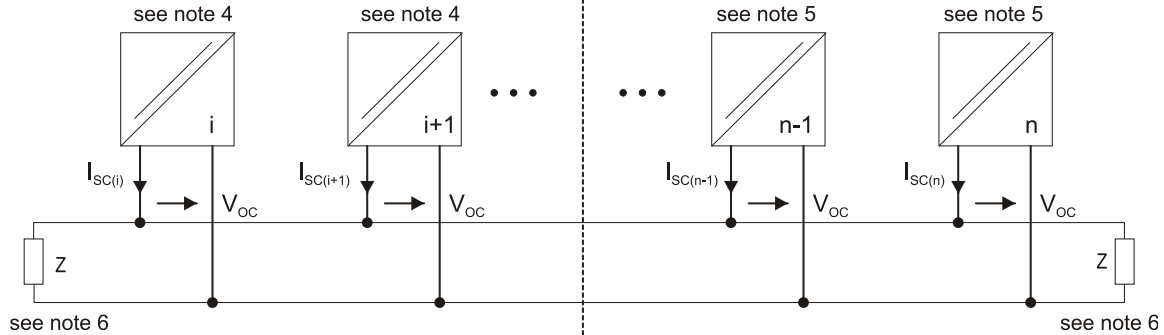 see note 4 see note 4 see note 5 see note 5
i i+1 n-1 n
I_SC(i) I_SC(i+1) I_SC(n-1) I_SC(n)
V_OC V_OC V_OC V_OC
Z Z
see note 6 see note 6